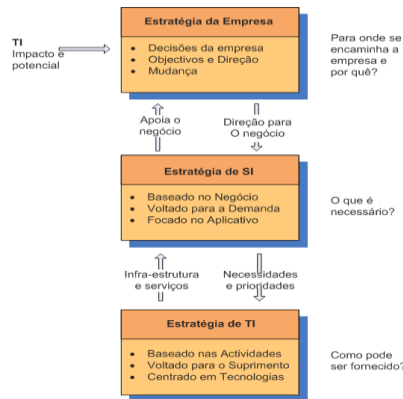 Estratégia da Empresa
TI
Impacto e
potencial
• Decisões da empresa
• Objectivos e Direção
• Mudança
Para onde se
encaminha a
empresa e
por quê?
Apoia o
negócio
Direção para
O negócio
Estratégia de SI
• Baseado no Negócio
• Voltado para a Demanda
• Focado no Aplicativo
O que é
necessário?
Infra-estrutura
e serviços
Necessidades
e prioridades
Estratégia de TI
• Baseado nas Actividades
• Voltado para o Suprimento
• Centrado em Tecnologias
Como pode
ser fornecido?